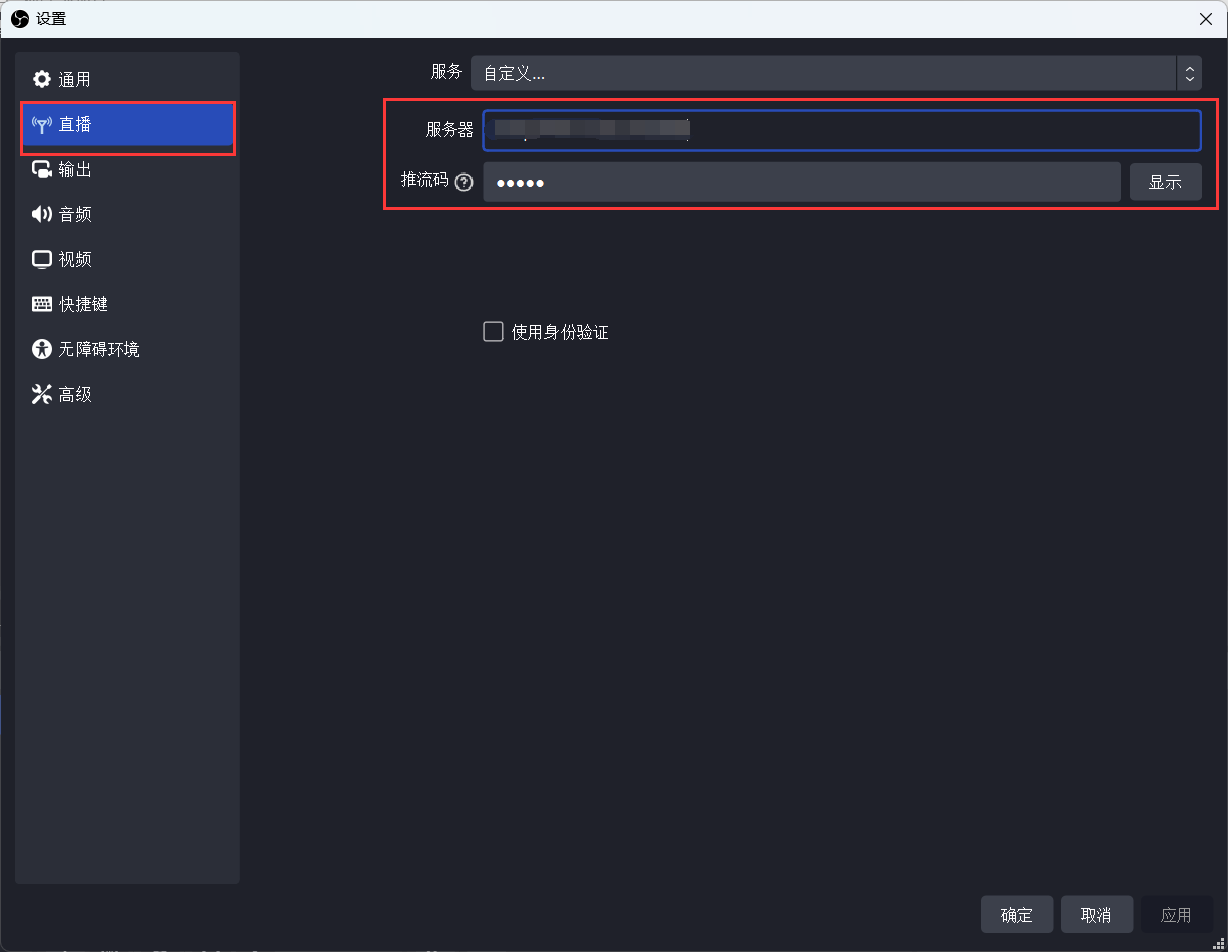 设置
通用
直播
输出
音频
视频
快捷键
无障碍环境
高级
服务 自定义...
服务器
推流码 ? ●●●●● 显示
使用身份验证
确定 取消 应用